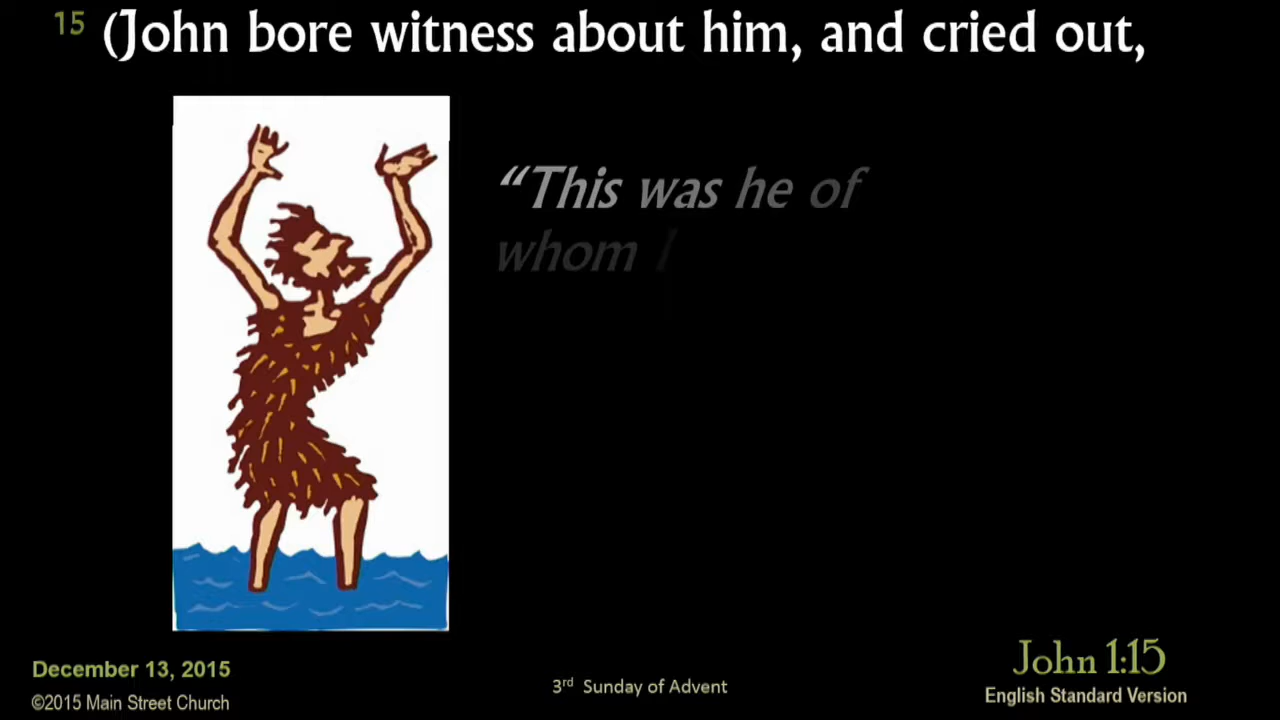 15 (John bore witness about him, and cried out,
“This was he of
whom I
December 13, 2015
©2015 Main Street Church
3rd Sunday of Advent
John 1:15
English Standard Version